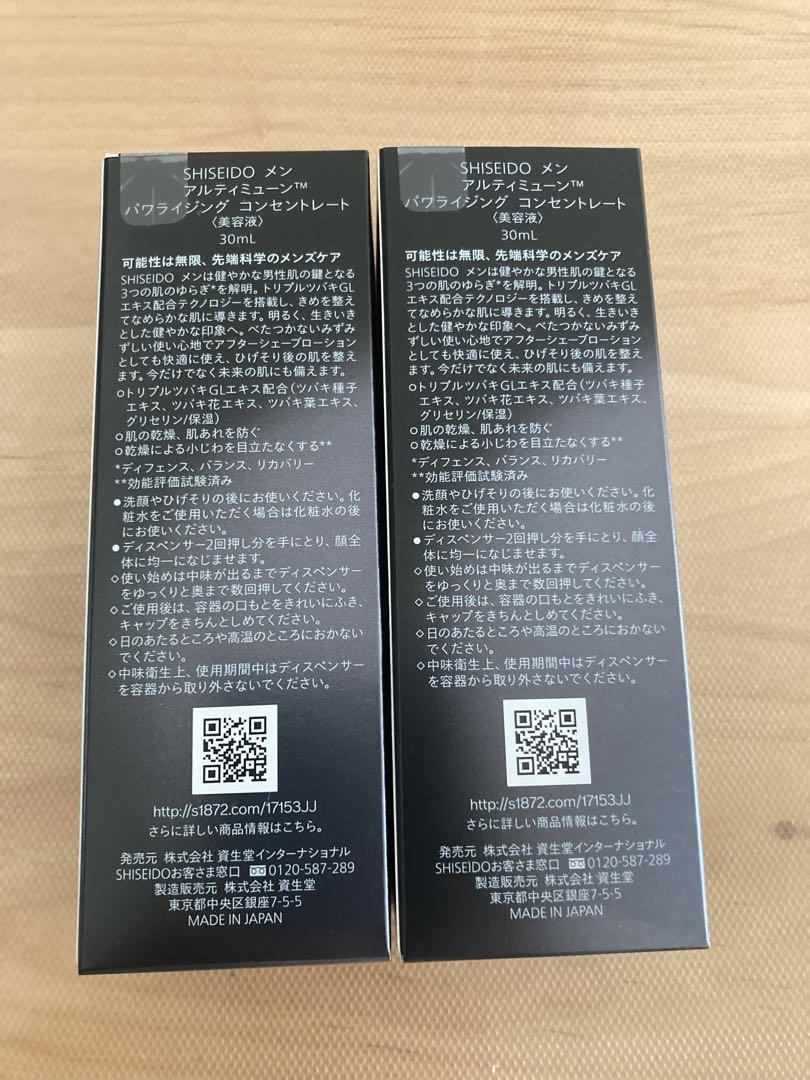 SHISEIDO メン
アルティミューン™
パワライジング コンセントレート
〈美容液〉
30mL
可能性は無限、先端科学のメンズケア
SHISEIDO メンは健やかな男性肌の鍵となる
3つの肌のゆらぎ*を解明。トリプルツバキGL
エキス配合テクノロジーを搭載し、きめを整え
てなめらかな肌に導きます。明るく、生きいき
とした健やかな印象へ。べたつかないみずみ
ずしい使い心地でアフターシェーブローション
としても快適に使え、ひげそり後の肌を整え
ます。今だけでなく未来の肌にも備えます。
○トリプルツバキGLエキス配合(ツバキ種子
エキス、ツバキ花エキス、ツバキ葉エキス、
グリセリン/保湿)
○肌の乾燥、肌あれを防ぐ
○乾燥による小じわを目立たなくする**
*ディフェンス、バランス、リカバリー
**効能評価試験済み
●洗顔やひげそりの後にお使いください。化
粧水をご使用いただく場合は化粧水の後
にお使いください。
●ディスペンサー2回押し分を手にとり、顔全
体に均一になじませます。
◇使い始めは中味が出るまでディスペンサー
をゆっくりと奥まで数回押してください。
◇ご使用後は、容器の口もとをきれいにふき、
キャップをきちんとしめてください。
◇日のあたるところや高温のところにおかない
でください。
◇中味衛生上、使用期間中はディスペンサー
を容器から取り外さないでください。
http://s1872.com/17153JJ
さらに詳しい商品情報はこちら。
発売元 株式会社 資生堂インターナショナル
SHISEIDOお客さま窓口 0120-587-289
製造販売元 株式会社 資生堂
東京都中央区銀座7-5-5
MADE IN JAPAN
SHISEIDO メン
アルティミューン™
パワライジング コンセントレート
〈美容液〉
30mL
可能性は無限、先端科学のメンズケア
SHISEIDO メンは健やかな男性肌の鍵となる
3つの肌のゆらぎ*を解明。トリプルツバキGL
エキス配合テクノロジーを搭載し、きめを整え
てなめらかな肌に導きます。明るく、生きいき
とした健やかな印象へ。べたつかないみずみ
ずしい使い心地でアフターシェーブローション
としても快適に使え、ひげそり後の肌を整え
ます。今だけでなく未来の肌にも備えます。
○トリプルツバキGLエキス配合(ツバキ種子
エキス、ツバキ花エキス、ツバキ葉エキス、
グリセリン/保湿)
○肌の乾燥、肌あれを防ぐ
○乾燥による小じわを目立たなくする**
*ディフェンス、バランス、リカバリー
**効能評価試験済み
●洗顔やひげそりの後にお使いください。化
粧水をご使用いただく場合は化粧水の後
にお使いください。
●ディスペンサー2回押し分を手にとり、顔全
体に均一になじませます。
◇使い始めは中味が出るまでディスペンサー
をゆっくりと奥まで数回押してください。
◇ご使用後は、容器の口もとをきれいにふき、
キャップをきちんとしめてください。
◇日のあたるところや高温のところにおかない
でください。
◇中味衛生上、使用期間中はディスペンサー
を容器から取り外さないでください。
http://s1872.com/17153JJ
さらに詳しい商品情報はこちら。
発売元 株式会社 資生堂インターナショナル
SHISEIDOお客さま窓口 0120-587-289
製造販売元 株式会社 資生堂
東京都中央区銀座7-5-5
MADE IN JAPAN